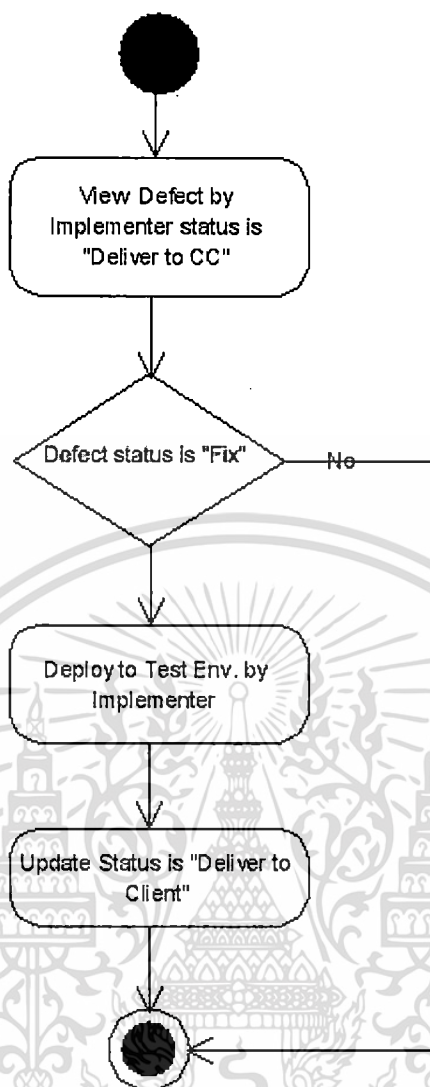 View Defect by
Implementer status is
"Deliver to CC"
Defect status is "Fix"
No
Deploy to Test Env. by
Implementer
Update Status is "Deliver to
Client"